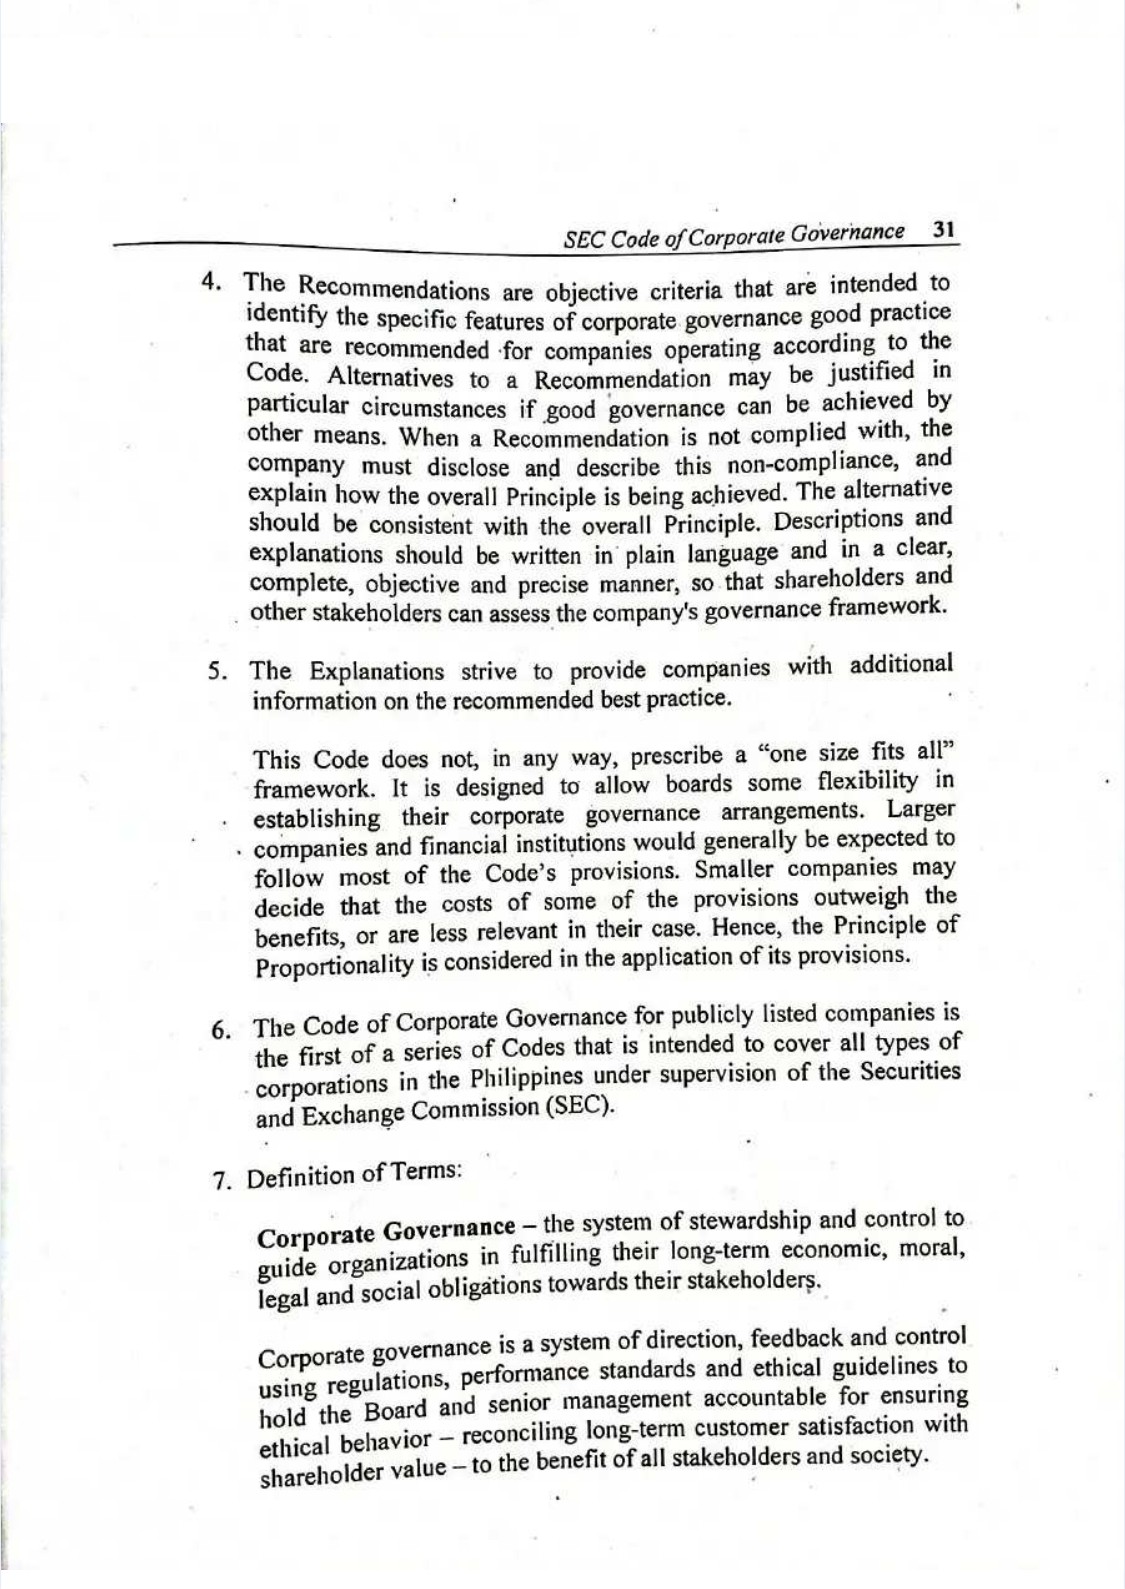 SEC Code of Corporate Governance 31
4. The Recommendations are objective criteria that are intended to
identify the specific features of corporate governance good practice
that are recommended for companies operating according to the
Code. Alternatives to a Recommendation may be justified in
particular circumstances if good governance can be achieved by
other means. When a Recommendation is not complied with, the
company must disclose and describe this non-compliance, and
explain how the overall Principle is being achieved. The alternative
should be consistent with the overall Principle. Descriptions and
explanations should be written in plain language and in a clear,
complete, objective and precise manner, so that shareholders and
other stakeholders can assess the company's governance framework.
5. The Explanations strive to provide companies with additional
information on the recommended best practice.
This Code does not, in any way, prescribe a “one size fits all”
framework. It is designed to allow boards some flexibility in
establishing their corporate governance arrangements. Larger
companies and financial institutions would generally be expected to
follow most of the Code’s provisions. Smaller companies may
decide that the costs of some of the provisions outweigh the
benefits, or are less relevant in their case. Hence, the Principle of
Proportionality is considered in the application of its provisions.
6. The Code of Corporate Governance for publicly listed companies is
the first of a series of Codes that is intended to cover all types of
corporations in the Philippines under supervision of the Securities
and Exchange Commission (SEC).
7. Definition of Terms:
Corporate Governance – the system of stewardship and control to
guide organizations in fulfilling their long-term economic, moral,
legal and social obligations towards their stakeholders.
Corporate governance is a system of direction, feedback and control
using regulations, performance standards and ethical guidelines to
hold the Board and senior management accountable for ensuring
ethical behavior – reconciling long-term customer satisfaction with
shareholder value – to the benefit of all stakeholders and society.